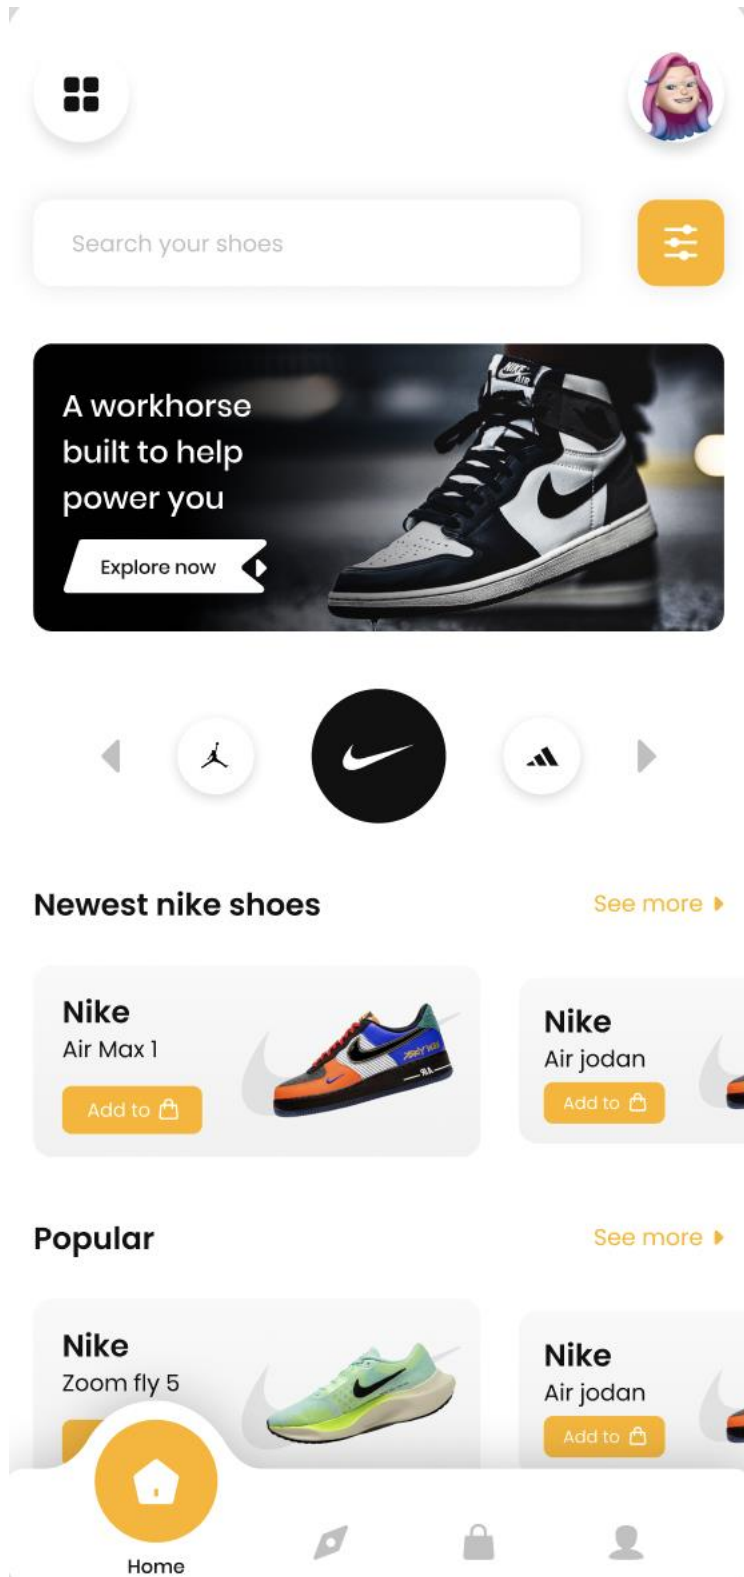 Search your shoes
A workhorse
built to help
power you
Explore now
NIKE
AIR
Newest nike shoes
See more
Nike
Air Max 1
Add to
Nike
Air jodan
Add to
Popular
See more
Nike
Zoom fly 5
Nike
Air jodan
Add to
Home